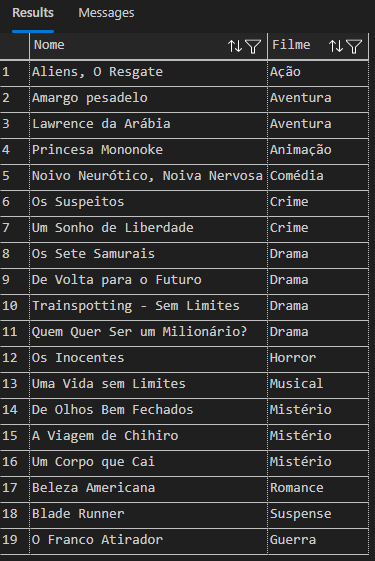 Results Messages
Nome Filme
1 Aliens, O Resgate Ação
2 Amargo pesadelo Aventura
3 Lawrence da Arábia Aventura
4 Princesa Mononoke Animação
5 Noivo Neurótico, Noiva Nervosa Comédia
6 Os Suspeitos Crime
7 Um Sonho de Liberdade Crime
8 Os Sete Samurais Drama
9 De Volta para o Futuro Drama
10 Trainspotting - Sem Limites Drama
11 Quem Quer Ser um Milionário? Drama
12 Os Inocentes Horror
13 Uma Vida sem Limites Musical
14 De Olhos Bem Fechados Mistério
15 A Viagem de Chihiro Mistério
16 Um Corpo que Cai Mistério
17 Beleza Americana Romance
18 Blade Runner Suspense
19 O Franco Atirador Guerra